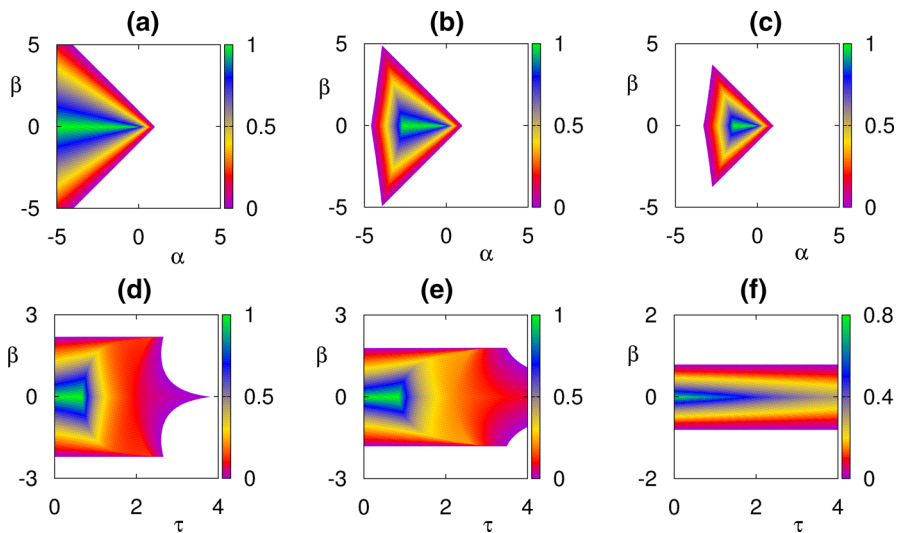 (a) (b) (c)
5 1 5 1 5 1
β β β
0 0.5 0 0.5 0 0.5
-5 0 -5 0 -5 0
-5 0 5 -5 0 5 -5 0 5
α α α
(d) (e) (f)
3 1 3 1 2 0.8
β β β
0 0.5 0 0.5 0 0.4
-3 0 -3 0 -2 0
0 2 4 0 2 4 0 2 4
τ τ τ